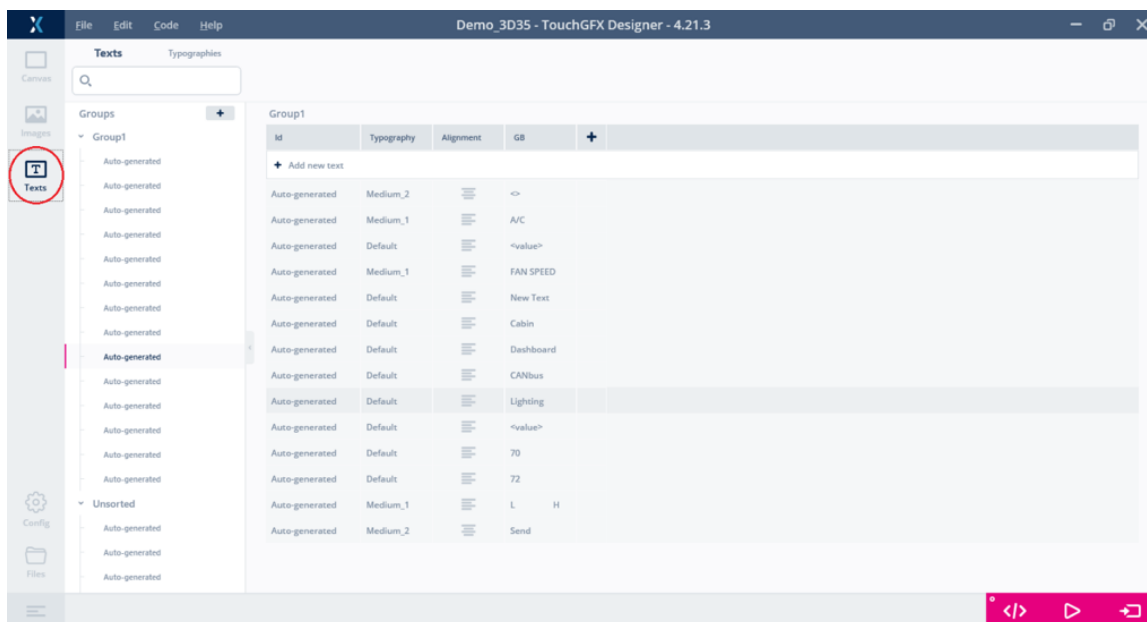 File Edit Code Help Demo_3D35 - TouchGFX Designer - 4.21.3
Texts Typographies
Canvas
Images
Texts
Config
Files
Groups
Group1
Auto-generated
Auto-generated
Auto-generated
Auto-generated
Auto-generated
Auto-generated
Auto-generated
Auto-generated
Auto-generated
Auto-generated
Auto-generated
Auto-generated
Auto-generated
Auto-generated
Unsorted
Auto-generated
Auto-generated
Auto-generated
Group1
Id Typography Alignment GB +
+ Add new text
Auto-generated Medium_2 <>
Auto-generated Medium_1 A/C
Auto-generated Default <value>
Auto-generated Medium_1 FAN SPEED
Auto-generated Default New Text
Auto-generated Default Cabin
Auto-generated Default Dashboard
Auto-generated Default CANbus
Auto-generated Default Lighting
Auto-generated Default <value>
Auto-generated Default 70
Auto-generated Default 72
Auto-generated Medium_1 L H
Auto-generated Medium_2 Send